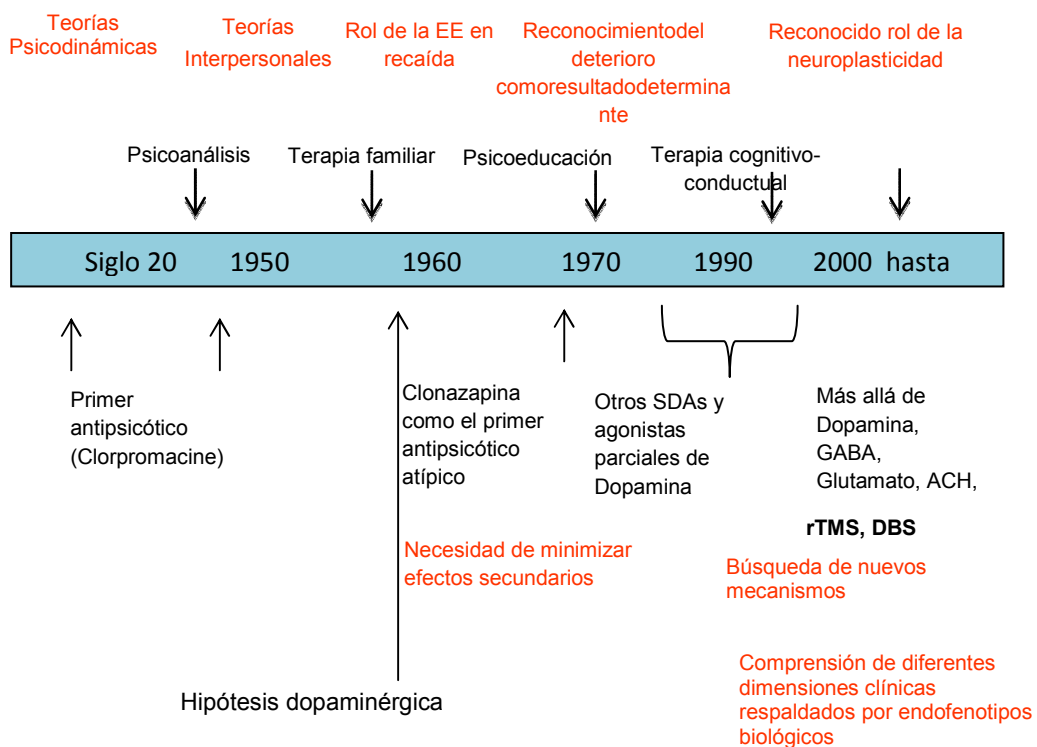 Teorías
Psicodinámicas
Teorías
Interpersonales
Rol de la EE en
recaída
Reconocimientodel
deterioro
comoresultadodetermina
nte
Reconocido rol de la
neuroplasticidad
Psicoanálisis
Terapia familiar
Psicoeducación
Terapia cognitivo-
conductual
Siglo 20 1950 1960 1970 1990 2000 hasta
Primer
antipsicótico
(Clorpromacine)
Clonazapina
como el primer
antipsicótico
atípico
Otros SDAs y
agonistas
parciales de
Dopamina
Más allá de
Dopamina,
GABA,
Glutamato, ACH,
rTMS, DBS
Necesidad de minimizar
efectos secundarios
Búsqueda de nuevos
mecanismos
Hipótesis dopaminérgica
Comprensión de diferentes
dimensiones clínicas
respaldados por endofenotipos
biológicos